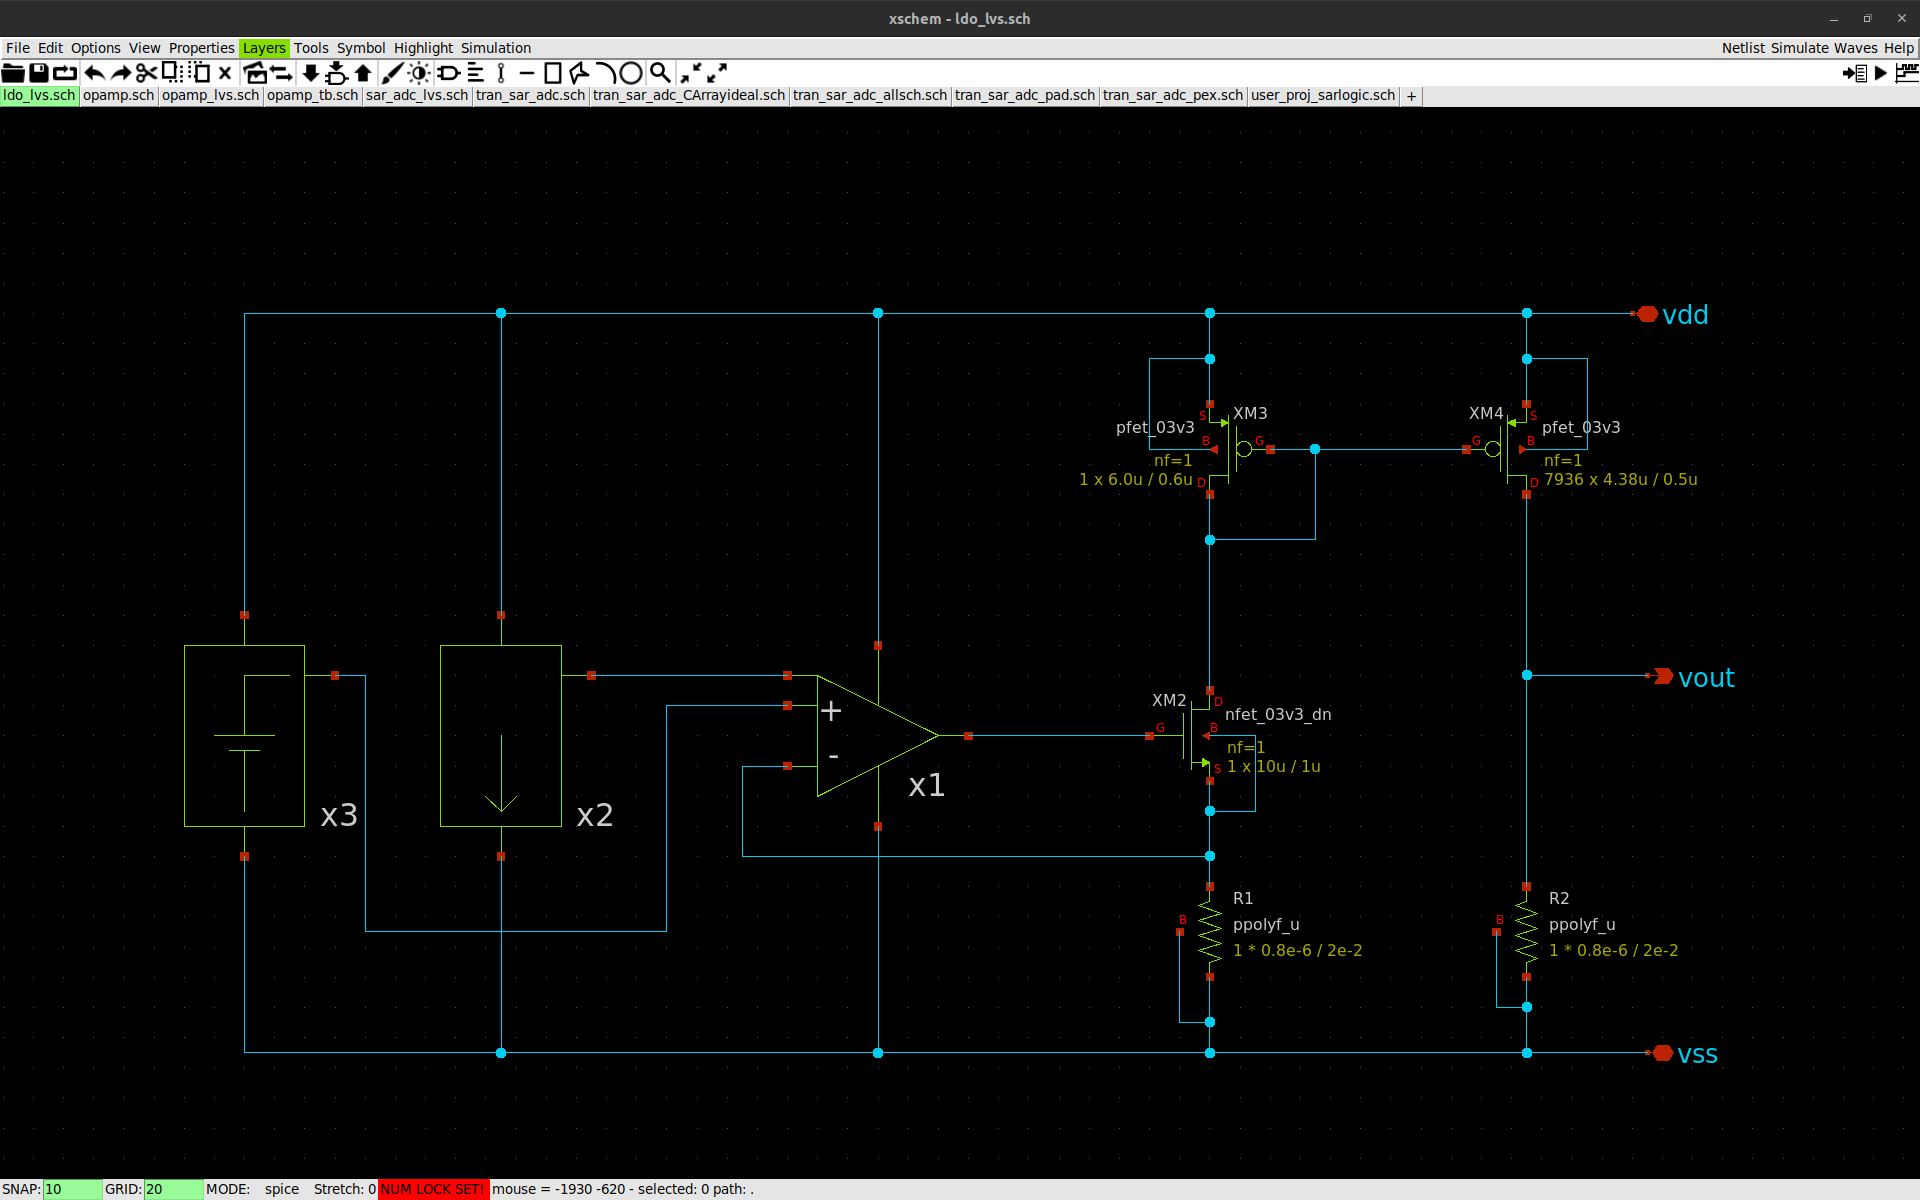 xschem - ldo_lvs.sch
File Edit Options View Properties Layers Tools Symbol Highlight Simulation Netlist Simulate Waves Help
ldo_lvs.sch opamp.sch opamp_lvs.sch opamp_tb.sch sar_adc_lvs.sch tran_sar_adc.sch tran_sar_adc_CArrayideal.sch tran_sar_adc_allsch.sch tran_sar_adc_pad.sch tran_sar_adc_pex.sch user_proj_sarlogic.sch +
vdd
S XM3 XM4 S
pfet_03v3 pfet_03v3
B G G B
nf=1 nf=1
1 x 6.0u / 0.6u D D 7936 x 4.38u / 0.5u
vout
XM2 D
nfet_03v3_dn
+
G B
nf=1
-
S 1 x 10u / 1u
x1
x3 x2
R1 R2
B ppolyf_u B ppolyf_u
1 * 0.8e-6 / 2e-2 1 * 0.8e-6 / 2e-2
vss
SNAP: 10 GRID: 20 MODE: spice Stretch: 0 NUM LOCK SET! mouse = -1930 -620 - selected: 0 path: .